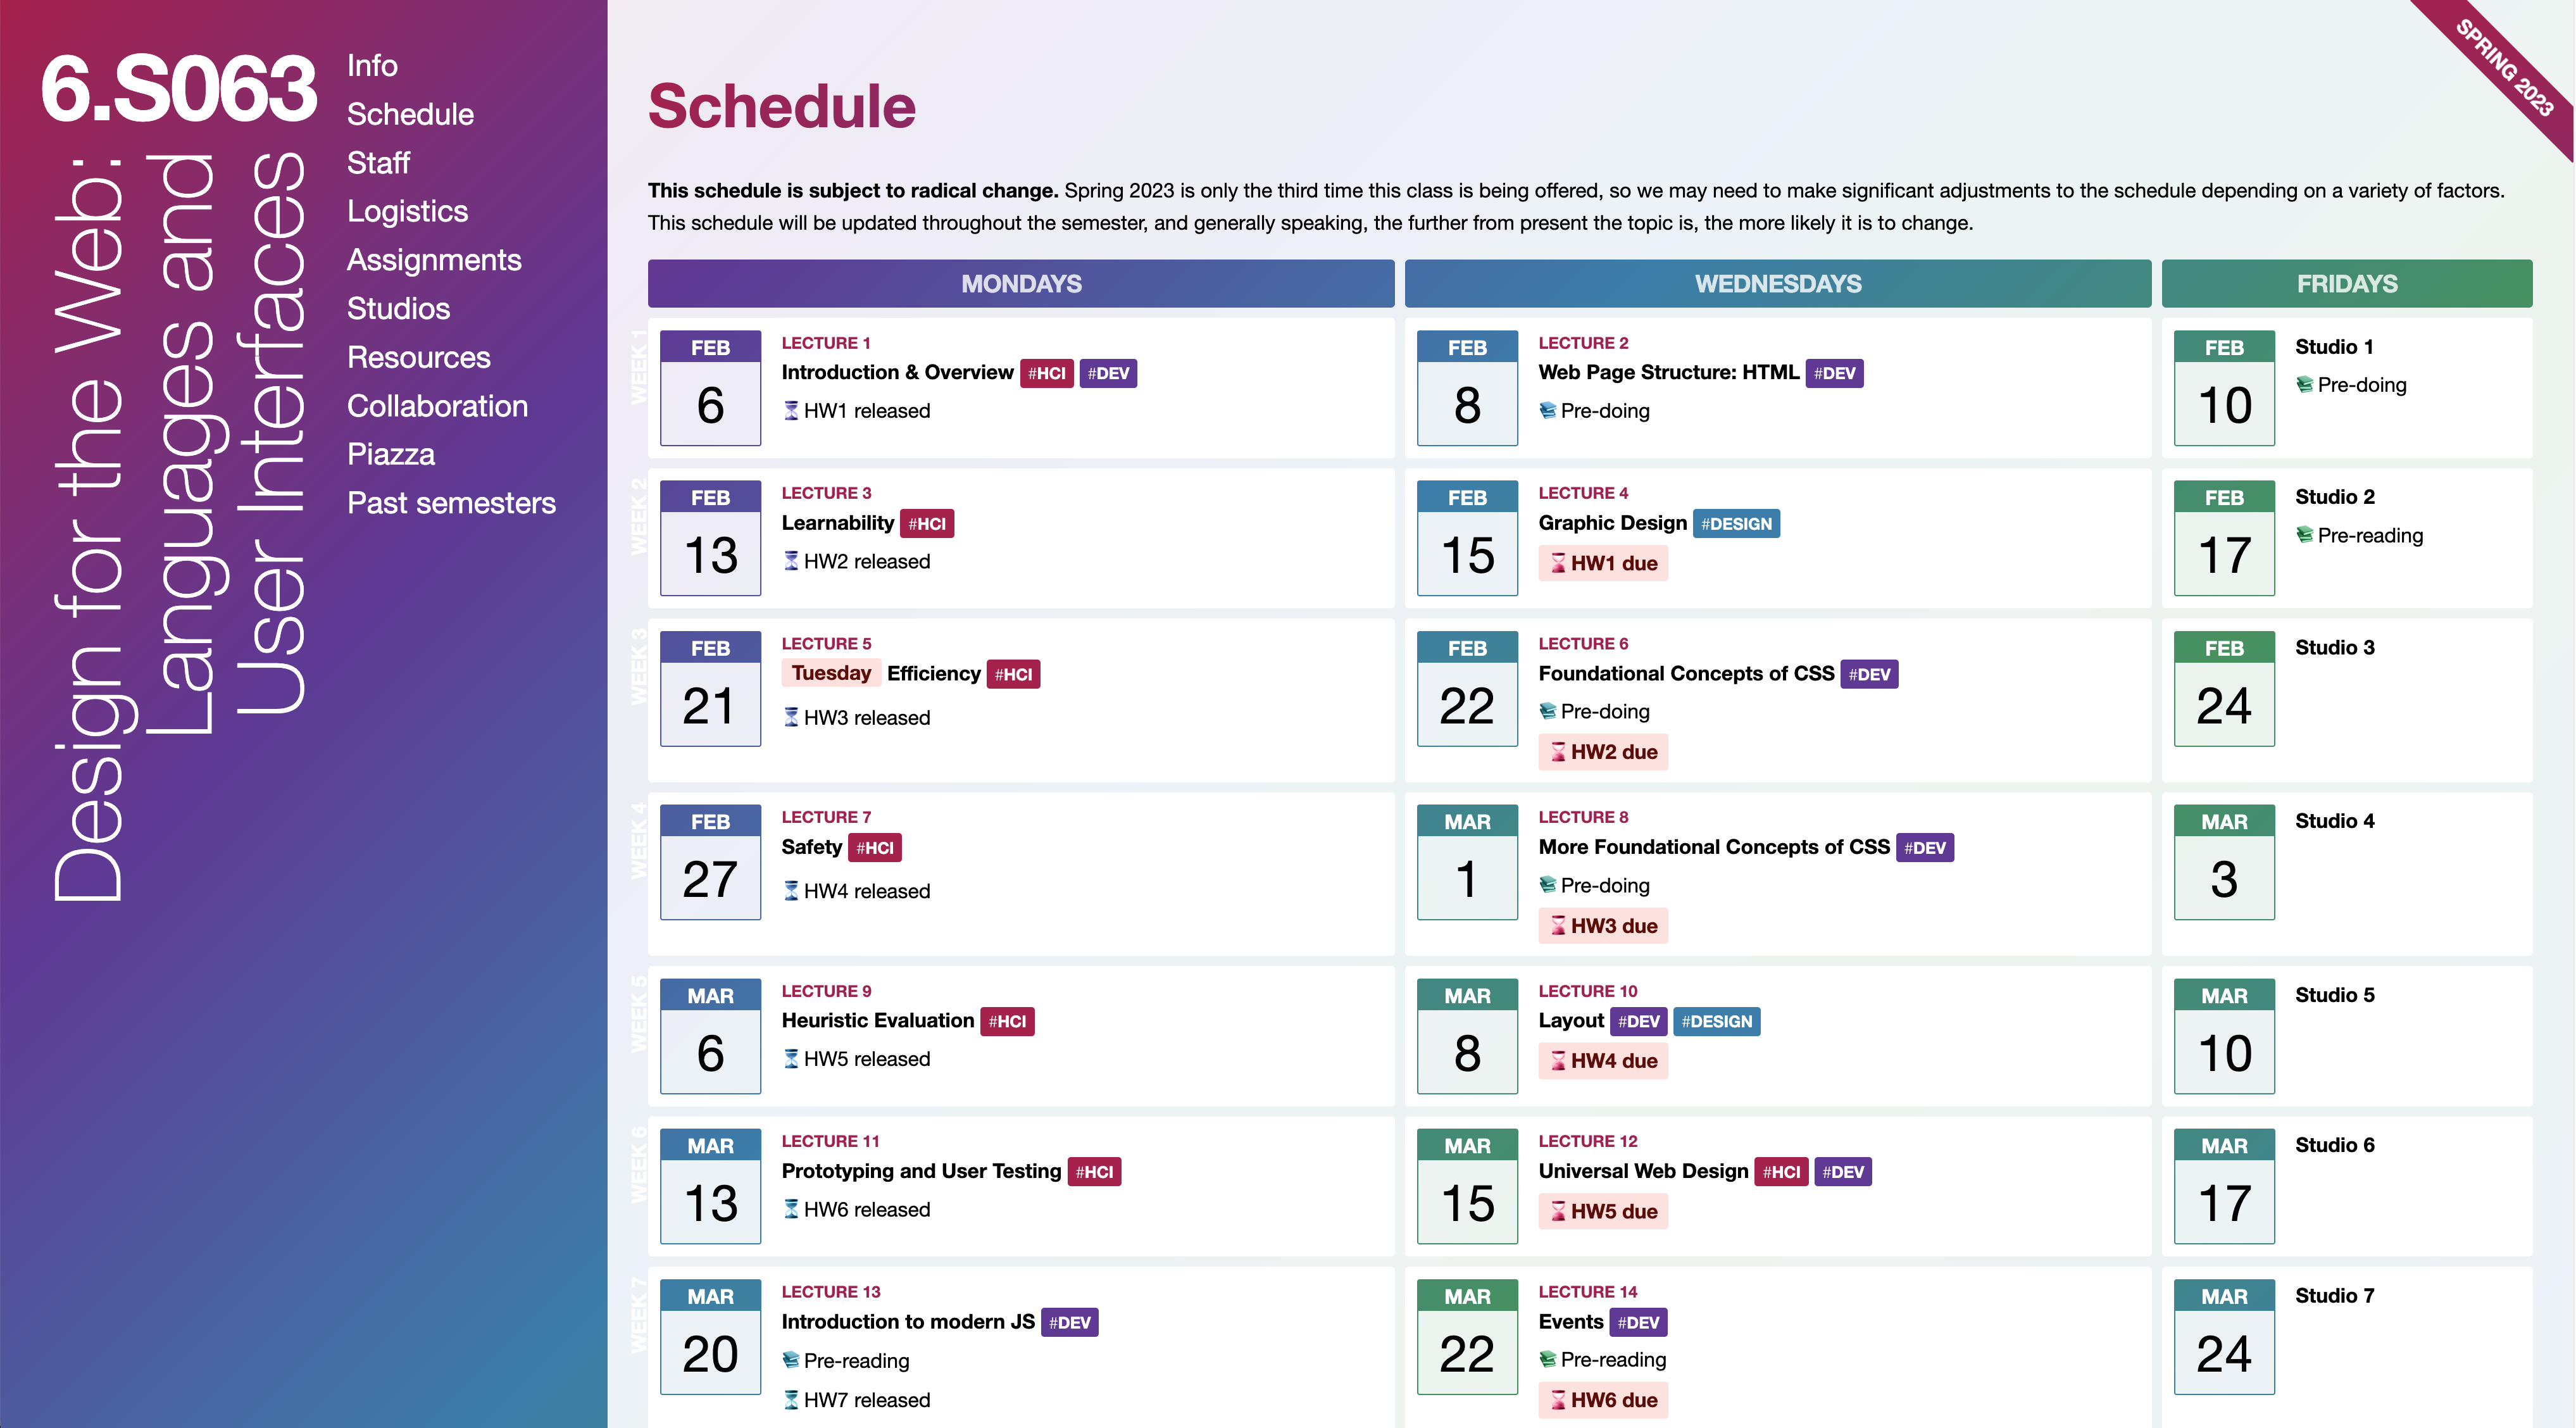 6.S063
Design for the Web:
Languages and
User Interfaces
Info
Schedule
Staff
Logistics
Assignments
Studios
Resources
Collaboration
Piazza
Past semesters
SPRING 2023
Schedule
This schedule is subject to radical change. Spring 2023 is only the third time this class is being offered, so we may need to make significant adjustments to the schedule depending on a variety of factors.
This schedule will be updated throughout the semester, and generally speaking, the further from present the topic is, the more likely it is to change.
MONDAYS
WEDNESDAYS
FRIDAYS
WEEK 1
FEB
6
LECTURE 1
Introduction & Overview #HCI #DEV
HW1 released
FEB
8
LECTURE 2
Web Page Structure: HTML #DEV
Pre-doing
FEB
10
Studio 1
Pre-doing
WEEK 2
FEB
13
LECTURE 3
Learnability #HCI
HW2 released
FEB
15
LECTURE 4
Graphic Design #DESIGN
HW1 due
FEB
17
Studio 2
Pre-reading
WEEK 3
FEB
21
LECTURE 5
Tuesday Efficiency #HCI
HW3 released
FEB
22
LECTURE 6
Foundational Concepts of CSS #DEV
Pre-doing
HW2 due
FEB
24
Studio 3
WEEK 4
FEB
27
LECTURE 7
Safety #HCI
HW4 released
MAR
1
LECTURE 8
More Foundational Concepts of CSS #DEV
Pre-doing
HW3 due
MAR
3
Studio 4
WEEK 5
MAR
6
LECTURE 9
Heuristic Evaluation #HCI
HW5 released
MAR
8
LECTURE 10
Layout #DEV #DESIGN
HW4 due
MAR
10
Studio 5
WEEK 6
MAR
13
LECTURE 11
Prototyping and User Testing #HCI
HW6 released
MAR
15
LECTURE 12
Universal Web Design #HCI #DEV
HW5 due
MAR
17
Studio 6
WEEK 7
MAR
20
LECTURE 13
Introduction to modern JS #DEV
Pre-reading
HW7 released
MAR
22
LECTURE 14
Events #DEV
Pre-reading
HW6 due
MAR
24
Studio 7